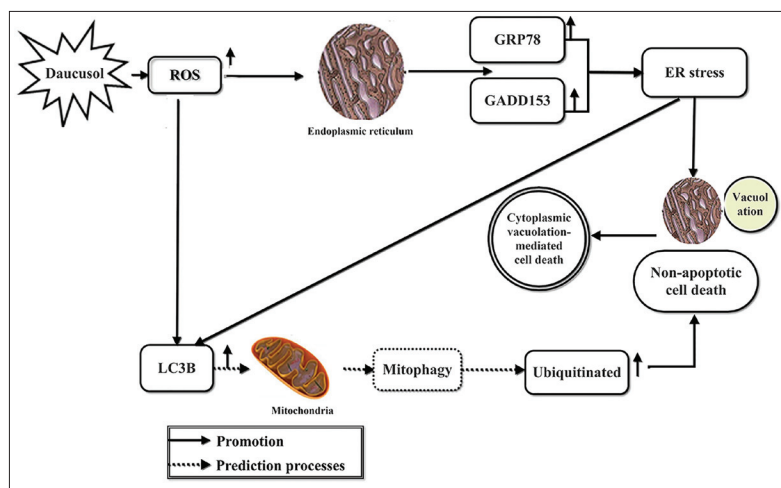 Daucusol
ROS
Endoplasmic reticulum
GRP78
GADD153
ER stress
Vacuol
ation
Cytoplasmic
vacuolation-
mediated
cell death
Non-apoptotic
cell death
LC3B
Mitochondria
Mitophagy
Ubiquitinated
Promotion
Prediction processes